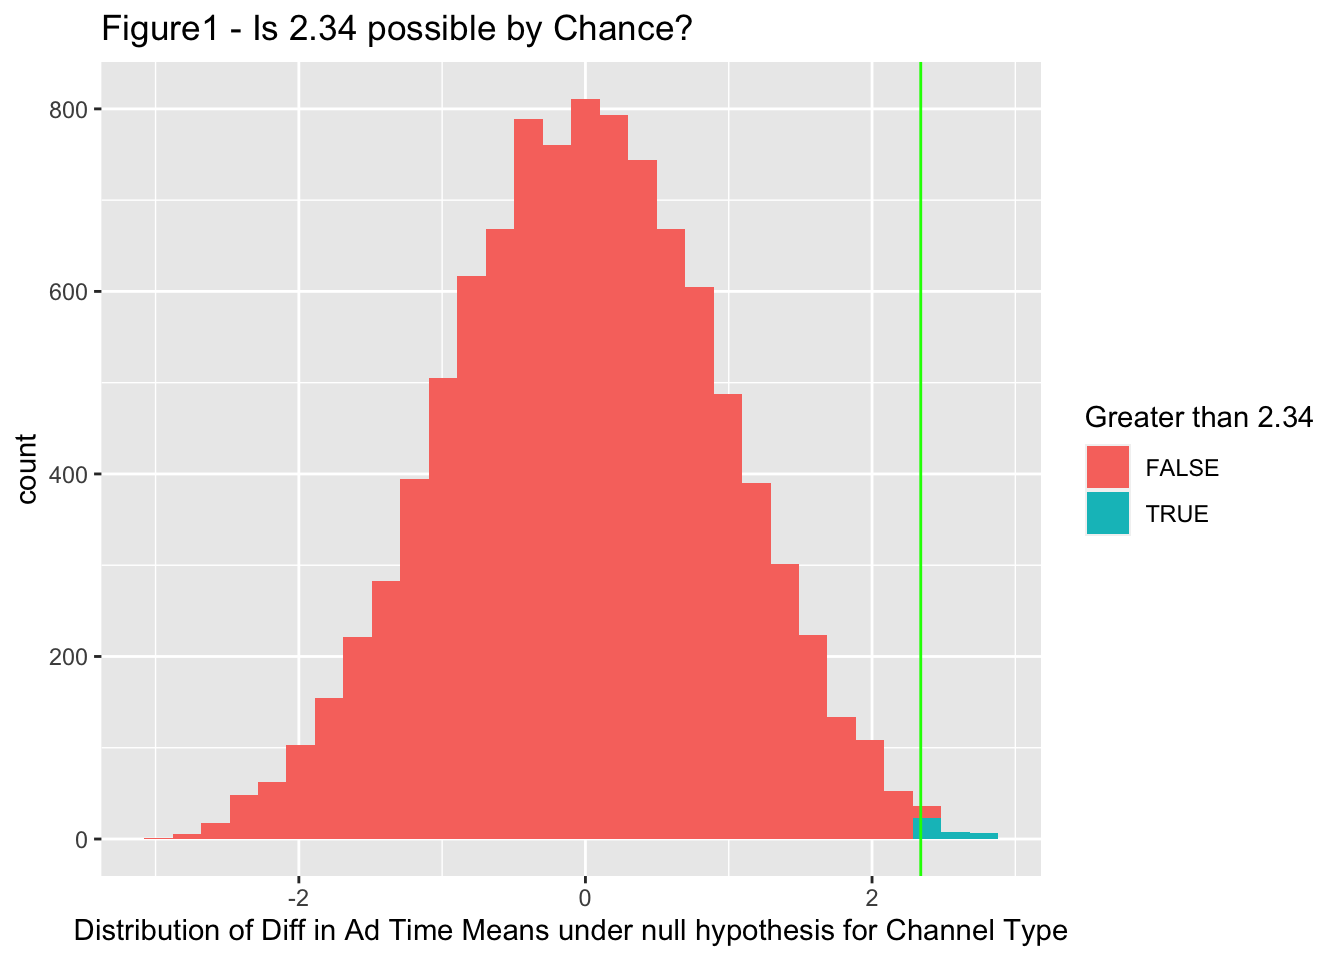 Figure1 - Is 2.34 possible by Chance?
800
600
400
200
0
count
-2
0
2
Distribution of Diff in Ad Time Means under null hypothesis for Channel Type
Greater than 2.34
FALSE
TRUE